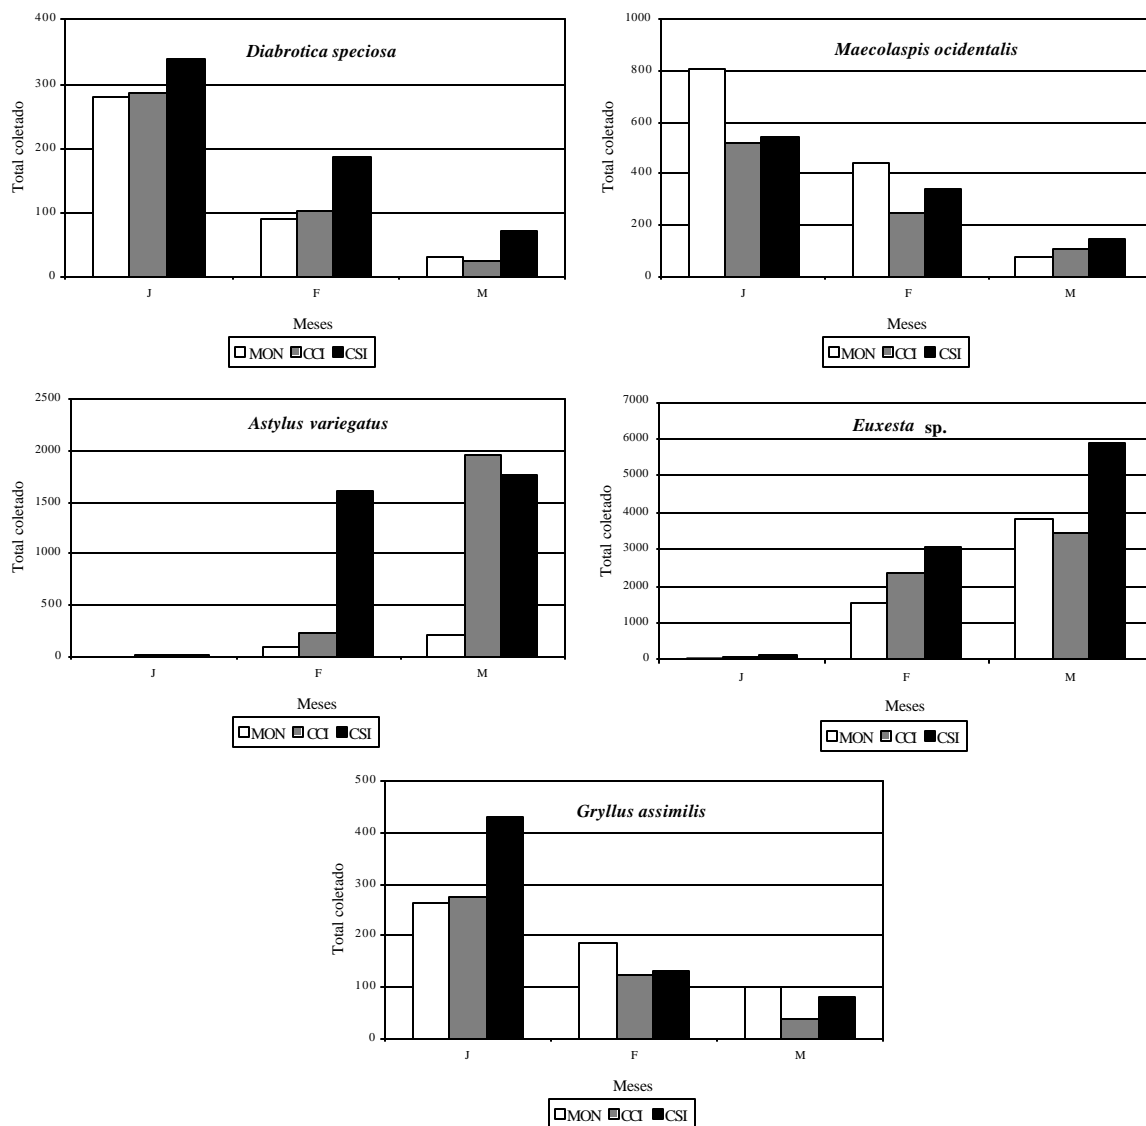 Diabrotica speciosa
Total coletado
400
300
200
100
0
J F M
Meses
MON CCI CSI
Maecolaspis ocidentalis
Total coletado
1000
800
600
400
200
0
J F M
Meses
MON CCI CSI
Astylus variegatus
Total coletado
2500
2000
1500
1000
500
0
J F M
Meses
MON CCI CSI
Euxesta sp.
Total coletado
7000
6000
5000
4000
3000
2000
1000
0
J F M
Meses
MON CCI CSI
Gryllus assimilis
Total coletado
500
400
300
200
100
0
J F M
Meses
MON CCI CSI